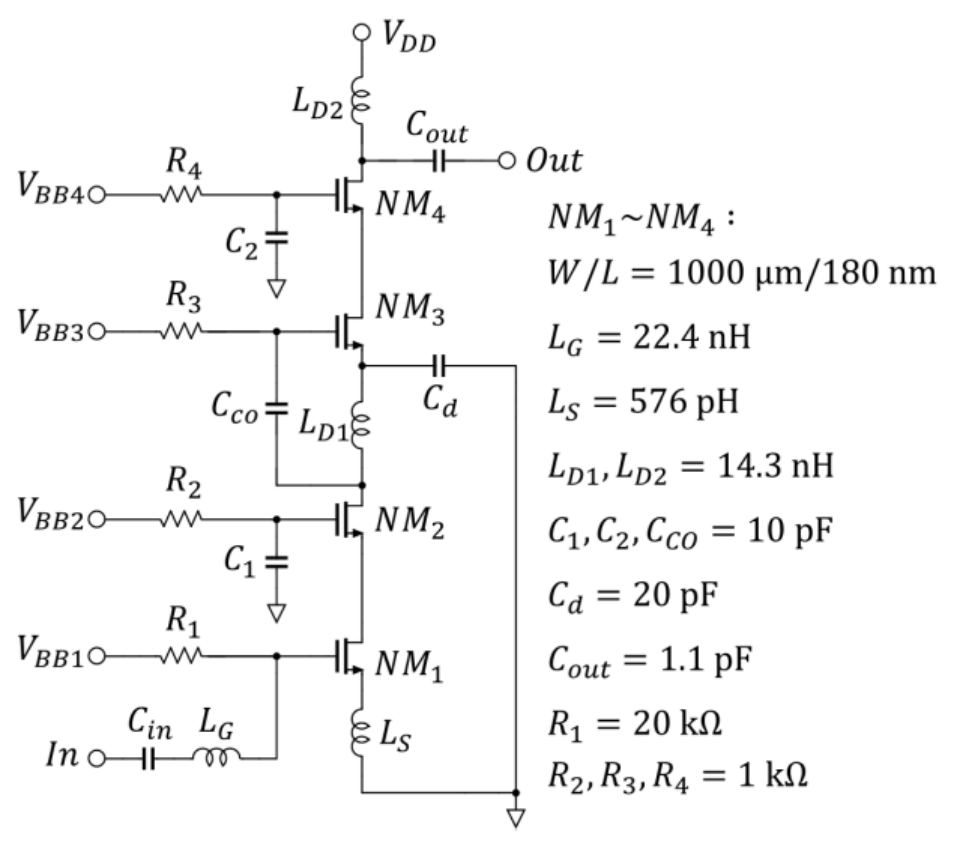 V_DD
L_D2
C_out
Out
R_4
V_BB4
NM_4
C_2
R_3
V_BB3
NM_3
C_co
L_D1
C_d
R_2
V_BB2
NM_2
C_1
R_1
V_BB1
NM_1
C_in L_G
In
L_S
NM_1~NM_4 :
W/L = 1000 μm/180 nm
L_G = 22.4 nH
L_S = 576 pH
L_D1, L_D2 = 14.3 nH
C_1, C_2, C_CO = 10 pF
C_d = 20 pF
C_out = 1.1 pF
R_1 = 20 kΩ
R_2, R_3, R_4 = 1 kΩ